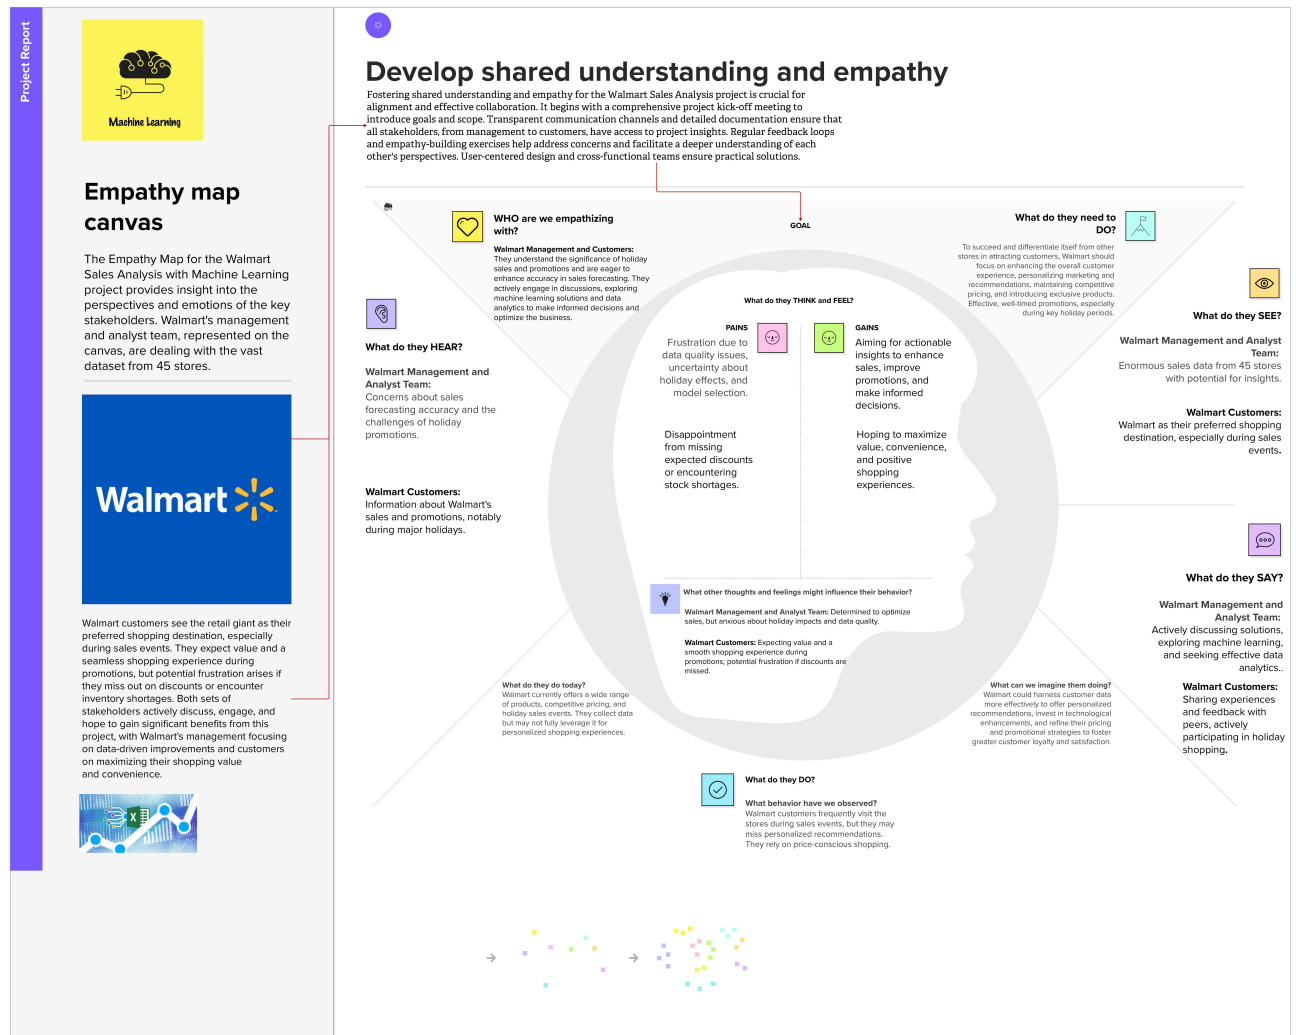 Project Report
Machine Learning
Empathy map
canvas
The Empathy Map for the Walmart
Sales Analysis with Machine Learning
project provides insight into the
perspectives and emotions of the key
stakeholders. Walmart's management
and analyst team, represented on the
canvas, are dealing with the vast
dataset from 45 stores.
Walmart
Walmart customers see the retail giant as their
preferred shopping destination, especially
during sales events. They expect value and a
seamless shopping experience during
promotions, but potential frustration arises if
they miss out on discounts or encounter
inventory shortages. Both sets of
stakeholders actively discuss, engage, and
hope to gain significant benefits from this
project, with Walmart's management focusing
on data-driven improvements and customers
on maximizing their shopping value
and convenience.
X
Develop shared understanding and empathy
Fostering shared understanding and empathy for the Walmart Sales Analysis project is crucial for
alignment and effective collaboration. It begins with a comprehensive project kick-off meeting to
introduce goals and scope. Transparent communication channels and detailed documentation ensure that
all stakeholders, from management to customers, have access to project insights. Regular feedback loops
and empathy-building exercises help address concerns and facilitate a deeper understanding of each
other's perspectives. User-centered design and cross-functional teams ensure practical solutions.
WHO are we empathizing
with?
Walmart Management and Customers:
They understand the significance of holiday
sales and promotions and are eager to
enhance accuracy in sales forecasting. They
actively engage in discussions, exploring
machine learning solutions and data
analytics to make informed decisions and
optimize the business.
GOAL
What do they need to
DO?
To succeed and differentiate itself from other
stores in attracting customers, Walmart should
focus on enhancing the overall customer
experience, personalizing marketing and
recommendations, maintaining competitive
pricing, and introducing exclusive products.
Effective, well-timed promotions, especially
during key holiday periods.
What do they HEAR?
Walmart Management and
Analyst Team:
Concerns about sales
forecasting accuracy and the
challenges of holiday
promotions.
Walmart Customers:
Information about Walmart's
sales and promotions, notably
during major holidays.
What do they THINK and FEEL?
PAINS
Frustration due to
data quality issues,
uncertainty about
holiday effects, and
model selection.
Disappointment
from missing
expected discounts
or encountering
stock shortages.
GAINS
Aiming for actionable
insights to enhance
sales, improve
promotions, and
make informed
decisions.
Hoping to maximize
value, convenience,
and positive
shopping
experiences.
What do they SEE?
Walmart Management and Analyst
Team:
Enormous sales data from 45 stores
with potential for insights.
Walmart Customers:
Walmart as their preferred shopping
destination, especially during sales
events.
What do they SAY?
Walmart Management and
Analyst Team:
Actively discussing solutions,
exploring machine learning,
and seeking effective data
analytics..
Walmart Customers:
Sharing experiences
and feedback with
peers, actively
participating in holiday
shopping.
What other thoughts and feelings might influence their behavior?
Walmart Management and Analyst Team: Determined to optimize
sales, but anxious about holiday impacts and data quality.
Walmart Customers: Expecting value and a
smooth shopping experience during
promotions; potential frustration if discounts are
missed.
What do they do today?
Walmart currently offers a wide range
of products, competitive pricing, and
holiday sales events. They collect data
but may not fully leverage it for
personalized shopping experiences.
What can we imagine them doing?
Walmart could harness customer data
more effectively to offer personalized
recommendations, invest in technological
enhancements, and refine their pricing
and promotional strategies to foster
greater customer loyalty and satisfaction.
What do they DO?
What behavior have we observed?
Walmart customers frequently visit the
stores during sales events, but they may
miss personalized recommendations.
They rely on price-conscious shopping.